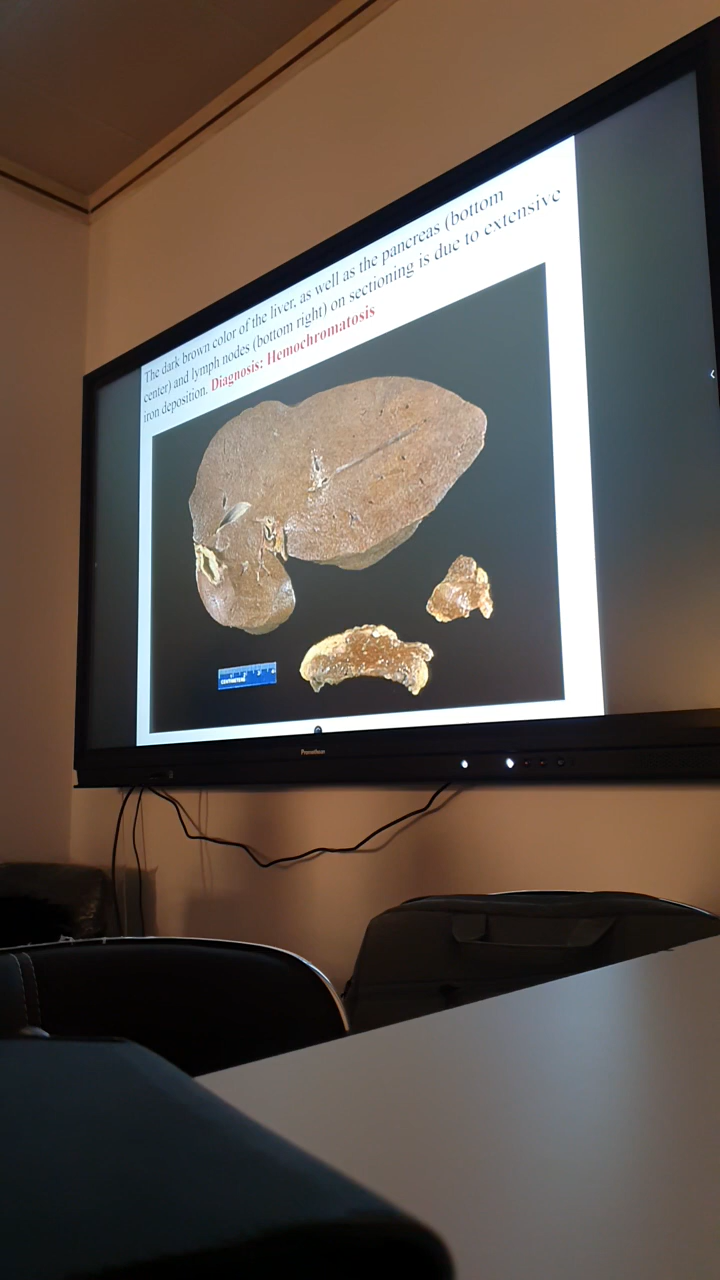 The dark brown color of the liver, as well as the pancreas (bottom
center) and lymph nodes (bottom right) on sectioning is due to extensive
iron deposition. Diagnosis: Hemochromatosis
CENTIMETERS
Promethean